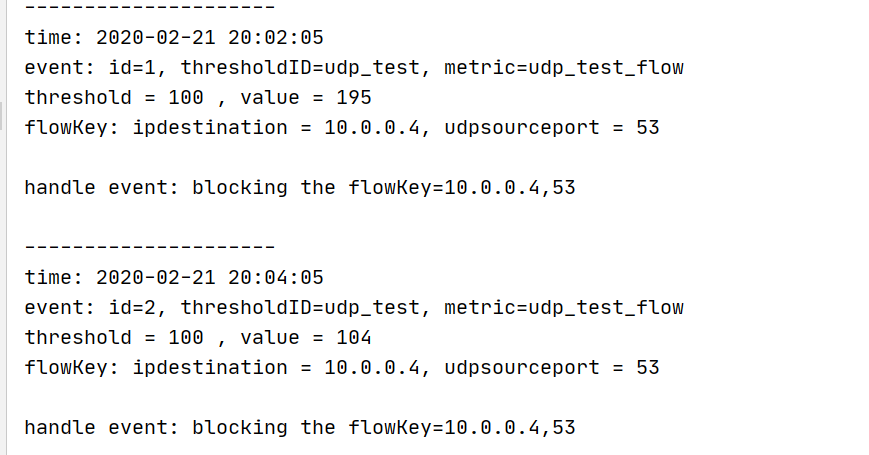 ---------------------
time: 2020-02-21 20:02:05
event: id=1, thresholdID=udp_test, metric=udp_test_flow
threshold = 100 , value = 195
flowKey: ipdestination = 10.0.0.4, udpsourceport = 53
handle event: blocking the flowKey=10.0.0.4,53
---------------------
time: 2020-02-21 20:04:05
event: id=2, thresholdID=udp_test, metric=udp_test_flow
threshold = 100 , value = 104
flowKey: ipdestination = 10.0.0.4, udpsourceport = 53
handle event: blocking the flowKey=10.0.0.4,53